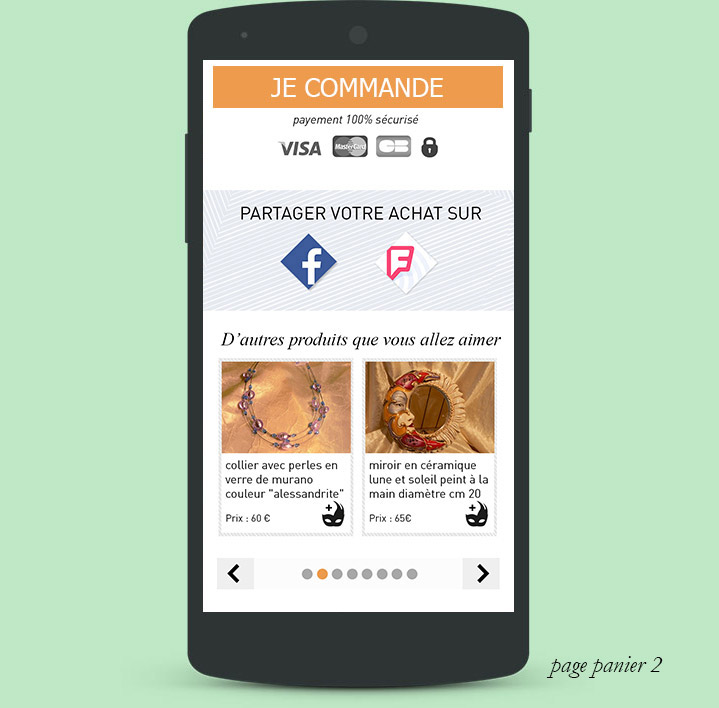 JE COMMANDE
payement 100% sécurisé
VISA MasterCard CB
PARTAGER VOTRE ACHAT SUR
D'autres produits que vous allez aimer
collier avec perles en
verre de murano
couleur "alessandrite"
Prix : 60 €
miroir en céramique
lune et soleil peint à la
main diamètre cm 20
Prix : 65€
page panier 2